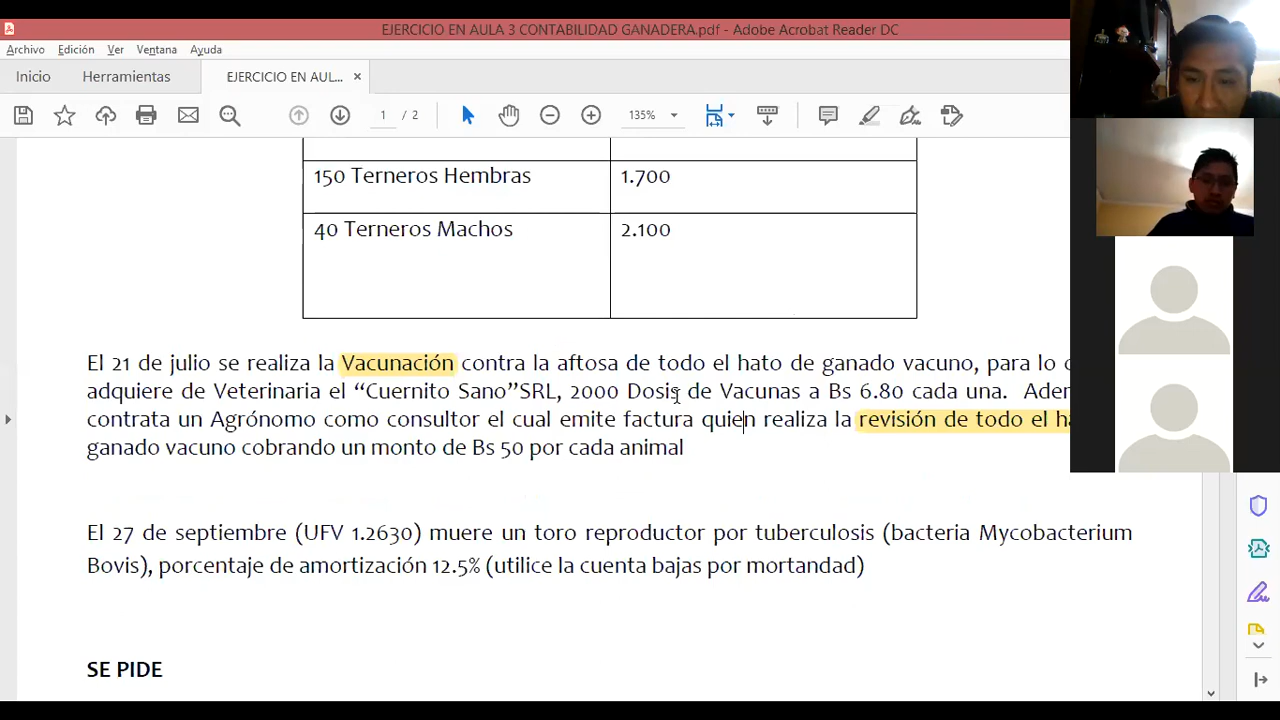 EJERCICIO EN AULA 3 CONTABILIDAD GANADERA.pdf - Adobe Acrobat Reader DC
Archivo Edición Ver Ventana Ayuda
Inicio Herramientas EJERCICIO EN AUL... ×
1 / 2 135%
150 Terneros Hembras 1.700
40 Terneros Machos 2.100
El 21 de julio se realiza la Vacunación contra la aftosa de todo el hato de ganado vacuno, para lo
adquiere de Veterinaria el “Cuernito Sano”SRL, 2000 Dosis de Vacunas a Bs 6.80 cada una.
contrata un Agrónomo como consultor el cual emite factura quien realiza la revisión de todo el
ganado vacuno cobrando un monto de Bs 50 por cada animal
El 27 de septiembre (UFV 1.2630) muere un toro reproductor por tuberculosis (bacteria Mycobacterium
Bovis), porcentaje de amortización 12.5% (utilice la cuenta bajas por mortandad)
SE PIDE